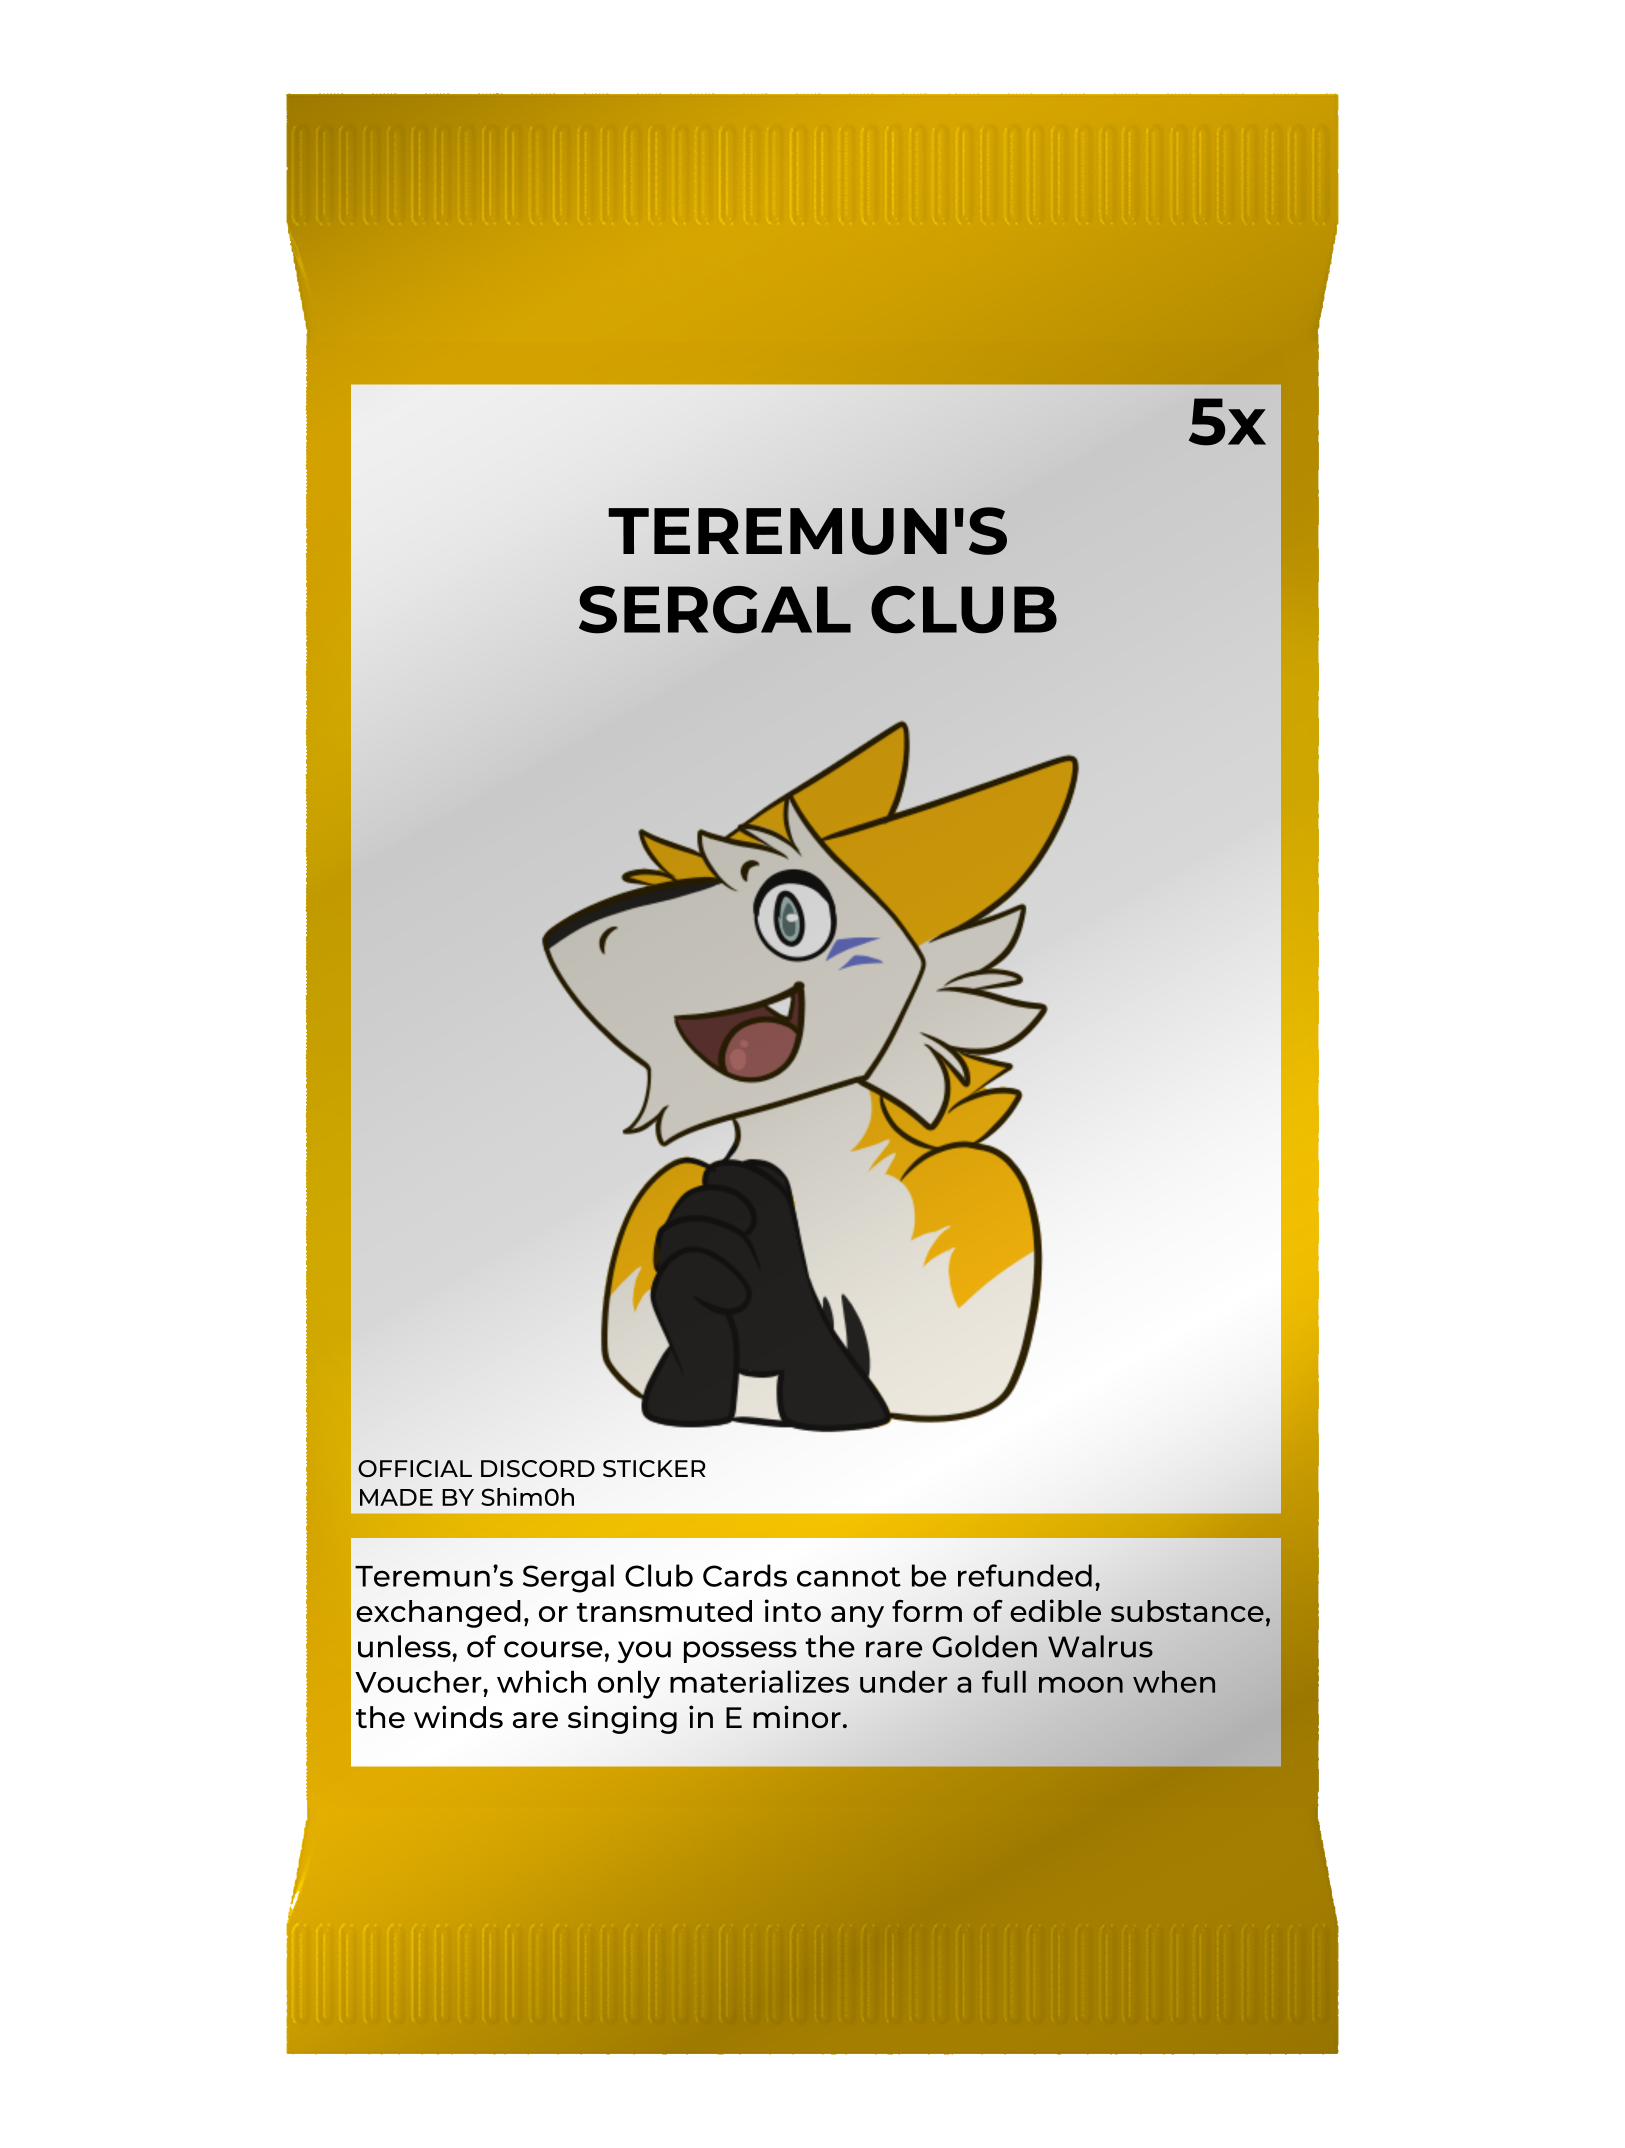 5x
TEREMUN'S
SERGAL CLUB
OFFICIAL DISCORD STICKER
MADE BY Shim0h
Teremun’s Sergal Club Cards cannot be refunded,
exchanged, or transmuted into any form of edible substance,
unless, of course, you possess the rare Golden Walrus
Voucher, which only materializes under a full moon when
the winds are singing in E minor.